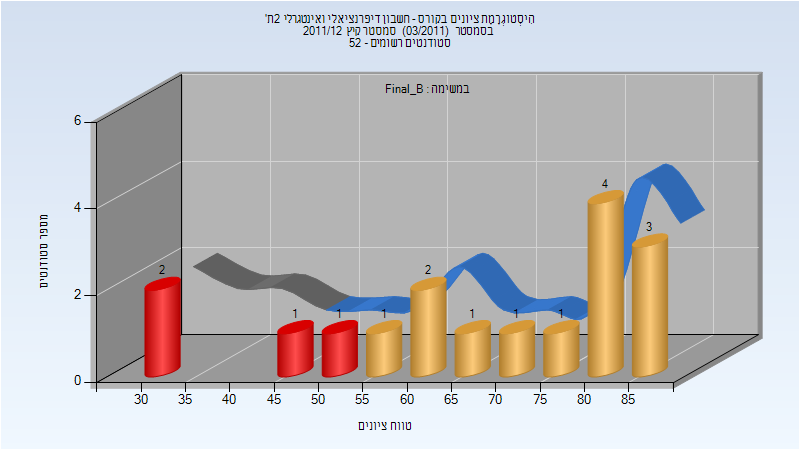 היסטוגרמת ציונים בקורס - חשבון דיפרנציאלי ואינטגרלי 2ת'
בסמסטר (03/2011) סמסטר קיץ 2011/12
סטודנטים רשומים - 52
במשימה : Final_B
מספר סטודנטים
6
4
2
0
2
1
1
1
2
1
1
1
4
3
30 35 40 45 50 55 60 65 70 75 80 85
טווח ציונים